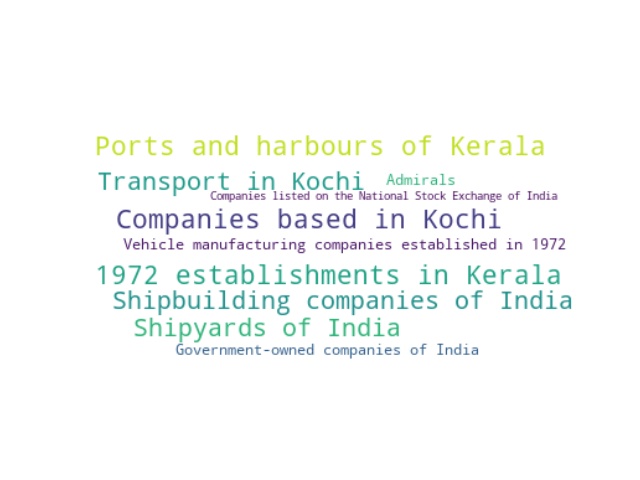 Ports and harbours of Kerala
Transport in Kochi
Admirals
Companies listed on the National Stock Exchange of India
Companies based in Kochi
Vehicle manufacturing companies established in 1972
1972 establishments in Kerala
Shipbuilding companies of India
Shipyards of India
Government-owned companies of India